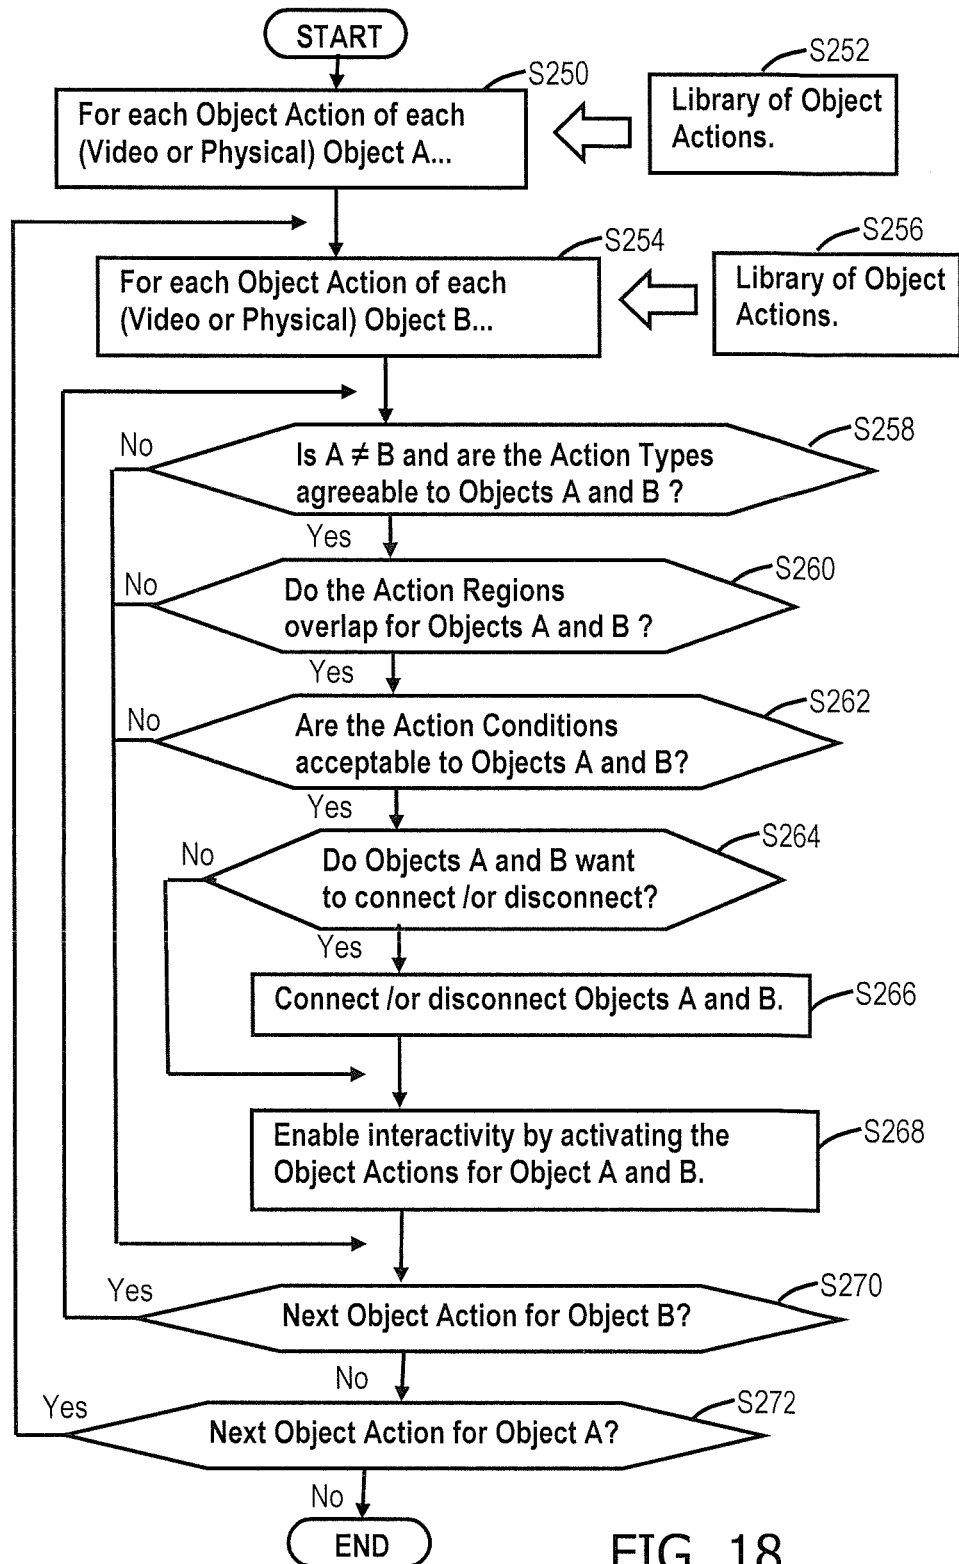 START
S250
S252
For each Object Action of each
(Video or Physical) Object A...
Library of Object
Actions.
S254
S256
For each Object Action of each
(Video or Physical) Object B...
Library of Object
Actions.
S258
No
Is A ≠ B and are the Action Types
agreeable to Objects A and B ?
Yes
S260
No
Do the Action Regions
overlap for Objects A and B ?
Yes
S262
No
Are the Action Conditions
acceptable to Objects A and B?
Yes
S264
No
Do Objects A and B want
to connect /or disconnect?
Yes
S266
Connect /or disconnect Objects A and B.
S268
Enable interactivity by activating the
Object Actions for Object A and B.
S270
Yes
Next Object Action for Object B?
No
S272
Yes
Next Object Action for Object A?
No
END
FIG. 18